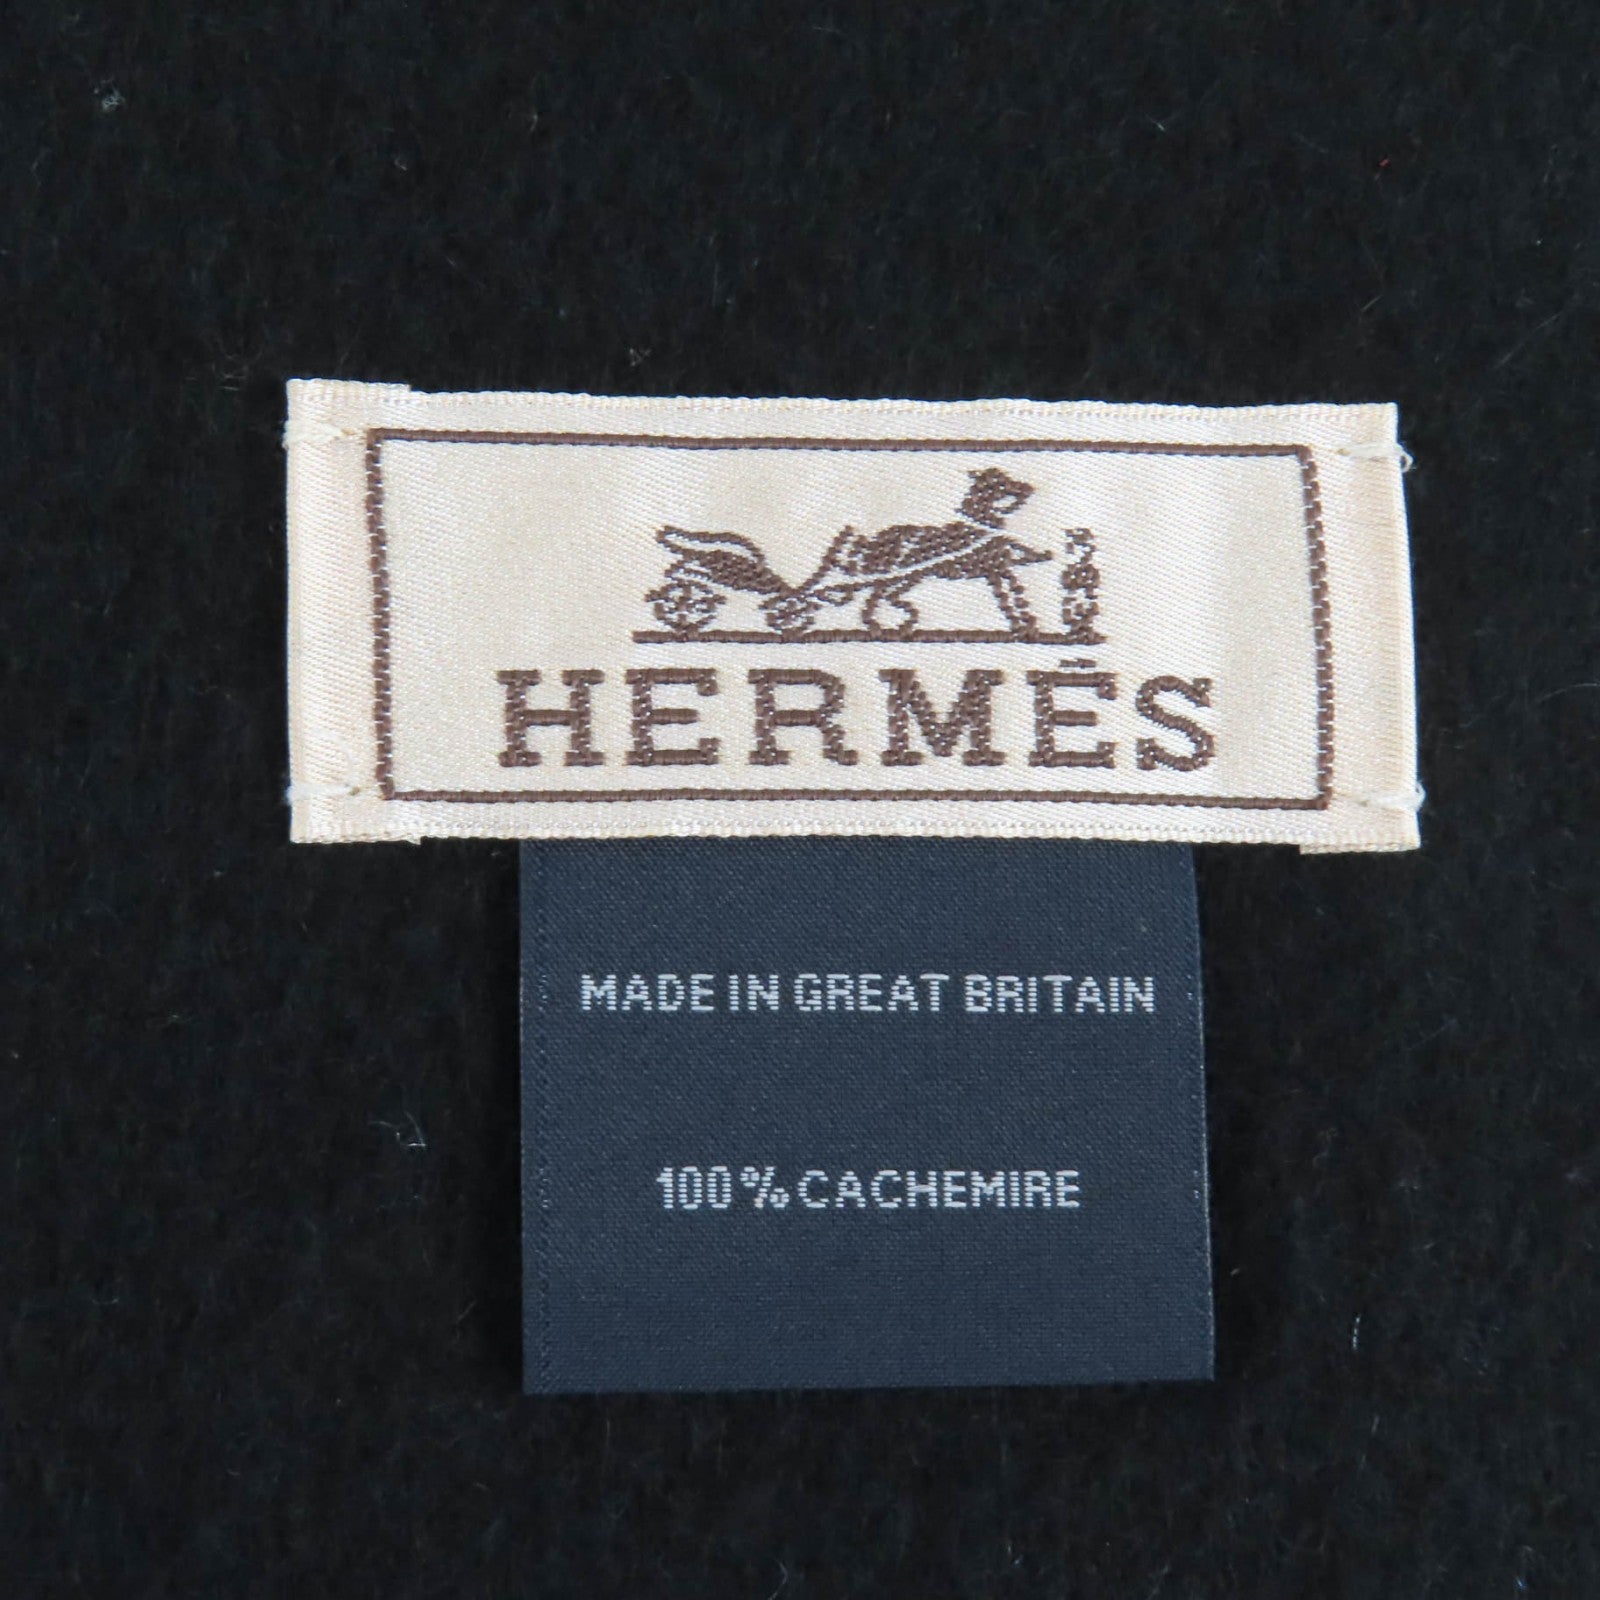 HERMÈS
MADE IN GREAT BRITAIN
100% CACHEMIRE